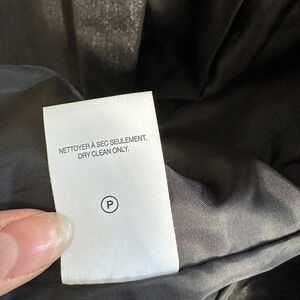 NETTOYER À SEC SEULEMENT.
DRY CLEAN ONLY.
P